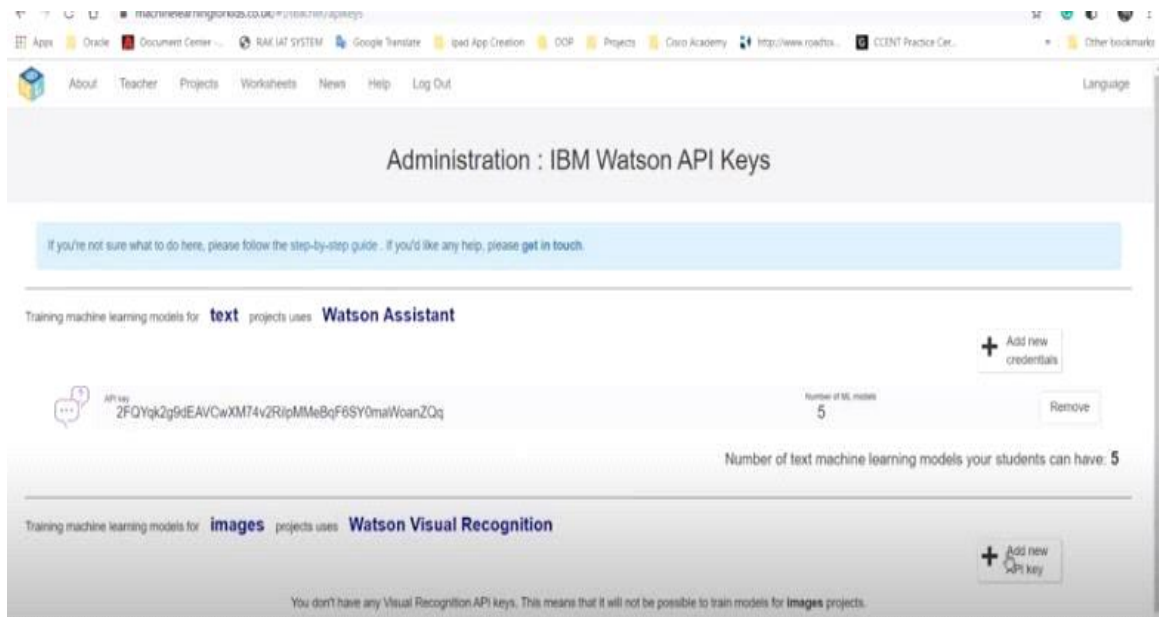 machinelearningforkids.co.uk/#!/teacher/apikeys
Apps Oracle Document Center -... RAK IAT SYSTEM Google Translate Ipad App Creation OOP Projects Cisco Academy http://www.roadtos... CCENT Practice Cer... Other bookmarks
About Teacher Projects Worksheets News Help Log Out Language
Administration : IBM Watson API Keys
If you're not sure what to do here, please follow the step-by-step guide . If you'd like any help, please get in touch.
Training machine learning models for text projects uses Watson Assistant
Add new
credentials
API key
2FQYqk2g9dEAVCwXM74v2RilpMMeBqF6SY0maWoanZQq
Number of ML models
5
Remove
Number of text machine learning models your students can have: 5
Training machine learning models for images projects uses Watson Visual Recognition
Add new
API key
You don't have any Visual Recognition API keys. This means that it will not be possible to train models for images projects.